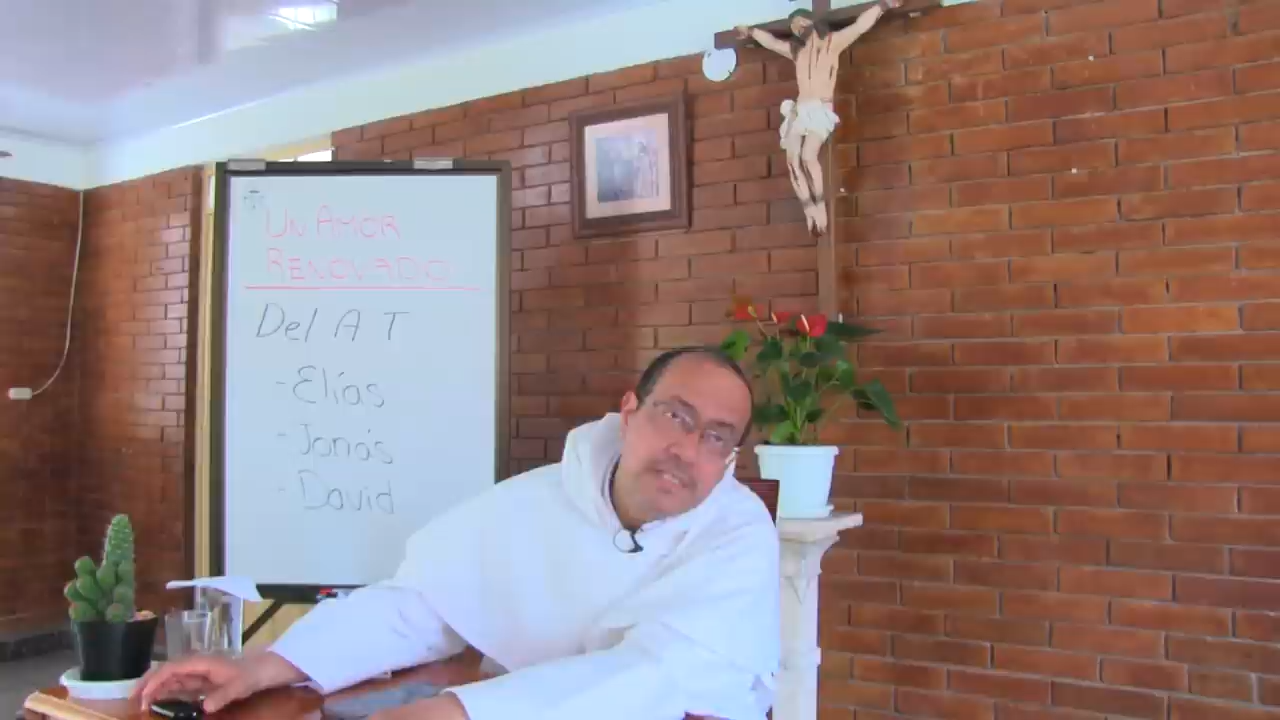 UN AMOR
RENOVADO
Del A T
- Elías
- Jonás
- David